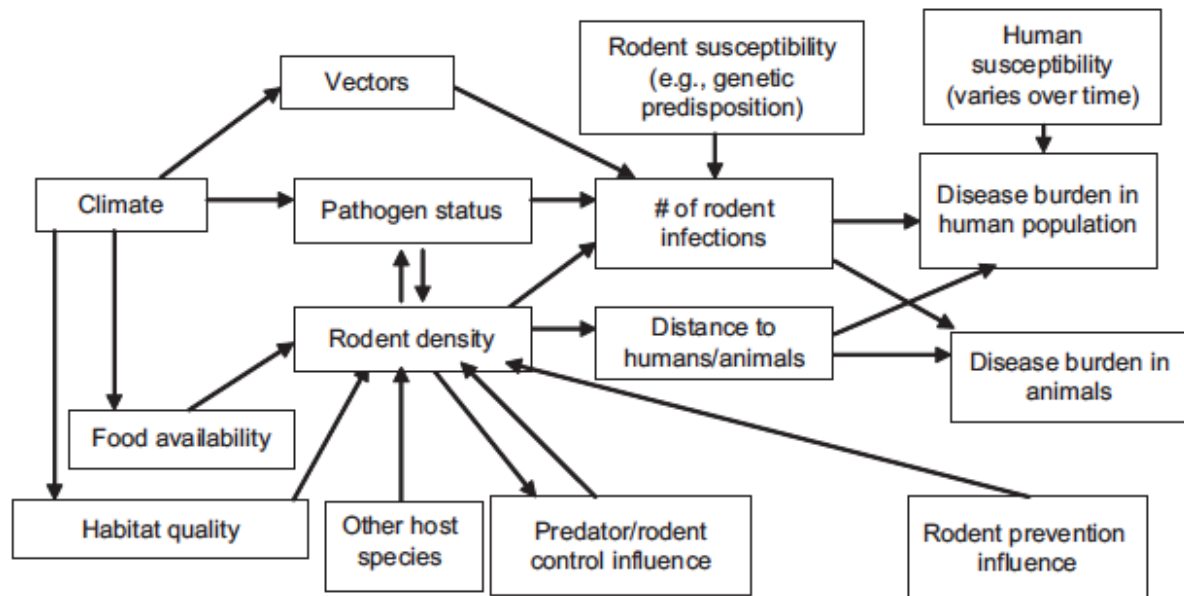 Rodent susceptibility
(e.g., genetic
predisposition)
Human
susceptibility
(varies over time)
Vectors
Climate
Pathogen status
# of rodent
infections
Disease burden in
human population
Rodent density
Distance to
humans/animals
Disease burden in
animals
Food availability
Habitat quality
Other host
species
Predator/rodent
control influence
Rodent prevention
influence